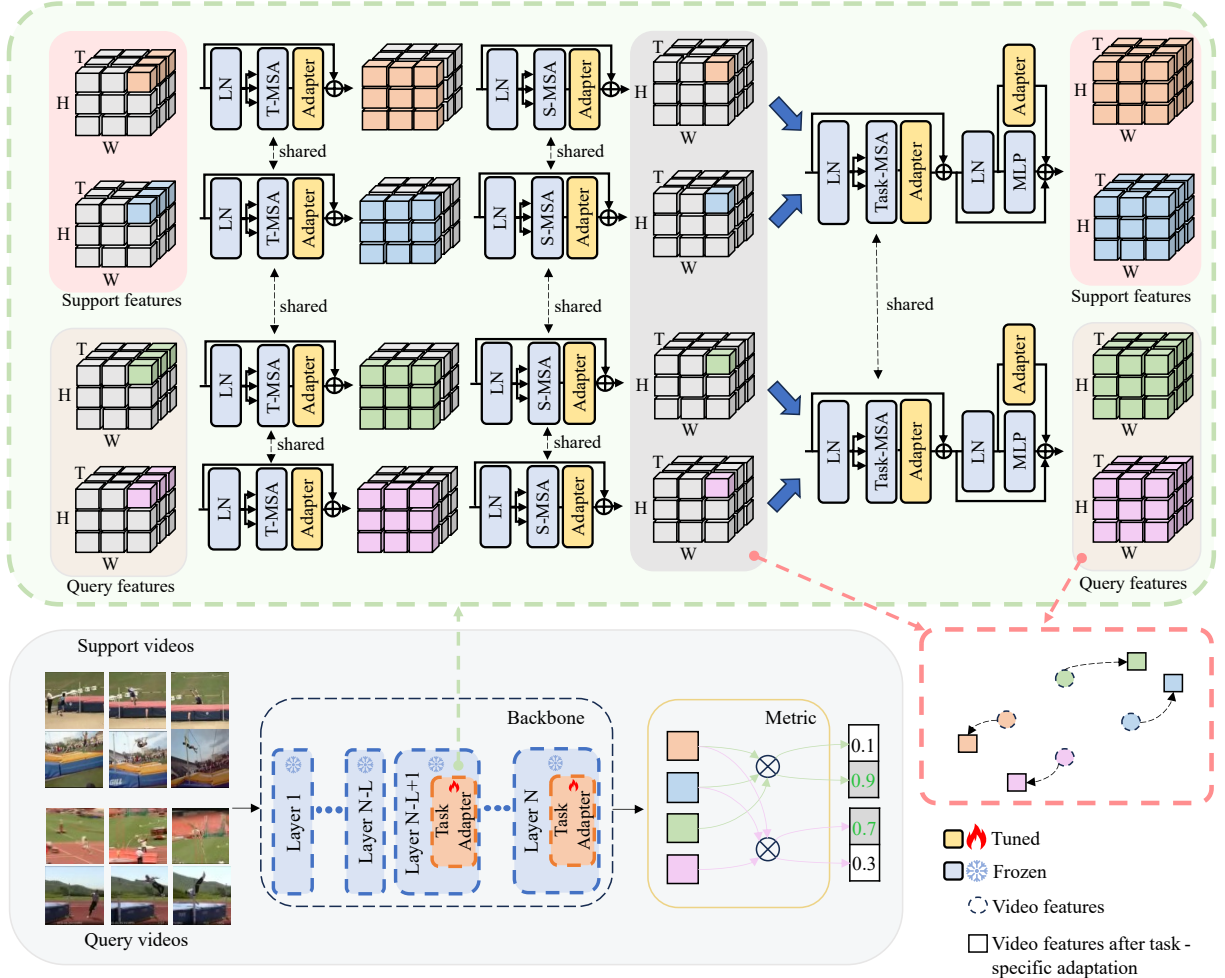 T
H
W
LN
T-MSA
Adapter
LN
S-MSA
Adapter
T
H
W
T
H
W
shared
shared
LN
Task-MSA
Adapter
LN
MLP
Adapter
T
H
W
Support features
LN
T-MSA
Adapter
LN
S-MSA
Adapter
T
H
W
T
H
W
Support features
shared
shared
shared
T
H
W
LN
T-MSA
Adapter
LN
S-MSA
Adapter
T
H
W
T
H
W
shared
shared
LN
Task-MSA
Adapter
LN
MLP
Adapter
T
H
W
Query features
LN
T-MSA
Adapter
LN
S-MSA
Adapter
T
H
W
T
H
W
Query features
Support videos
Query videos
Backbone
Layer 1
Layer N-L
Layer N-L+1
Task
Adapter
Layer N
Task
Adapter
Metric
0.1
0.9
0.7
0.3
Tuned
Frozen
Video features
Video features after task -
specific adaptation